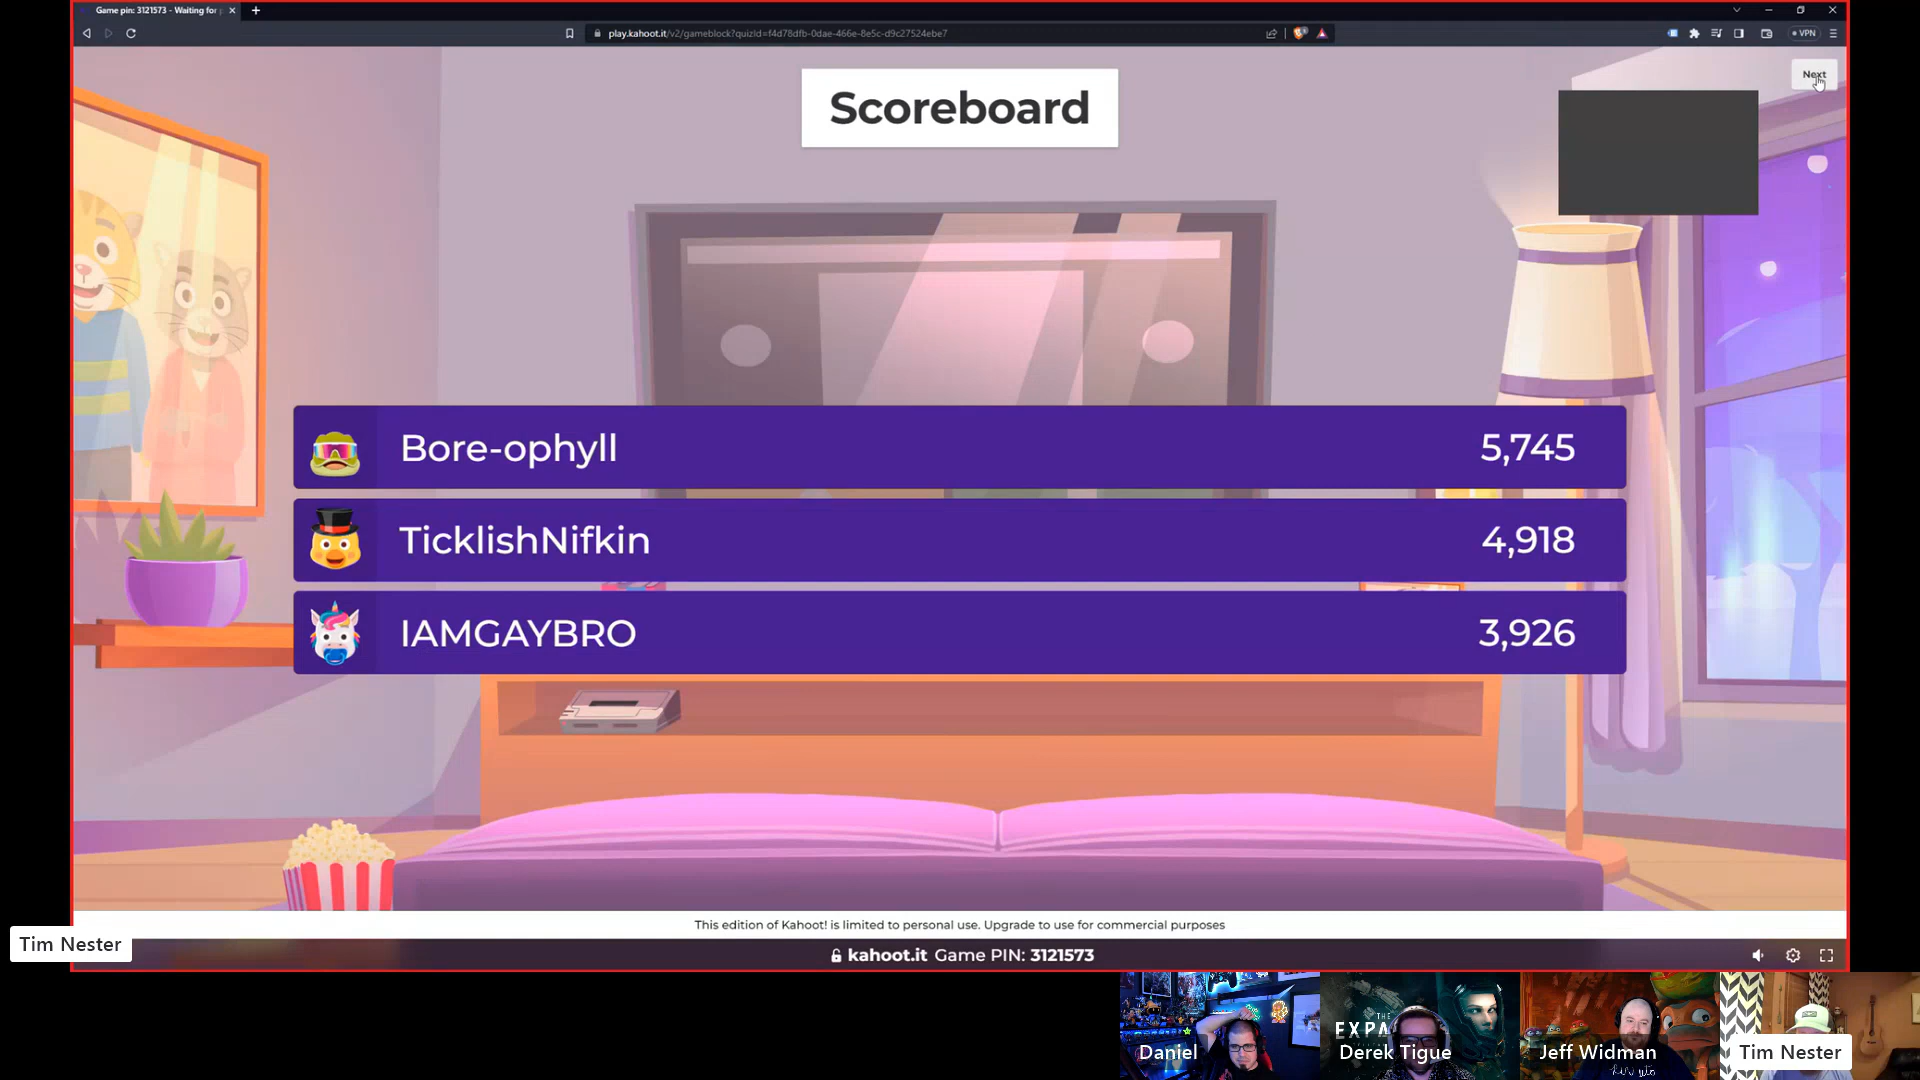 Game pin: 3121573 - Waiting for
play.kahoot.it/v2/gameblock?quizId=f4d78dfb-0dae-466e-8e5c-d9c27524ebe7
VPN
Next
Scoreboard
Bore-ophyll 5,745
TicklishNifkin 4,918
IAMGAYBRO 3,926
This edition of Kahoot! is limited to personal use. Upgrade to use for commercial purposes
Tim Nester
kahoot.it Game PIN: 3121573
THE
EXPA
Daniel
Derek Tigue
Jeff Widman
Tim Nester